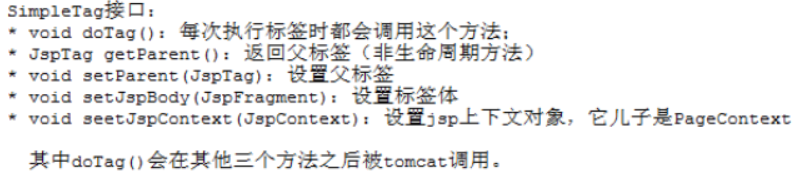 SimpleTag接口：
* void doTag()：每次执行标签时都会调用这个方法；
* JspTag getParent()：返回父标签（非生命周期方法）
* void setParent(JspTag)：设置父标签
* void setJspBody(JspFragment)：设置标签体
* void seetJspContext(JspContext)：设置jsp上下文对象，它儿子是PageContext
其中doTag()会在其他三个方法之后被tomcat调用。